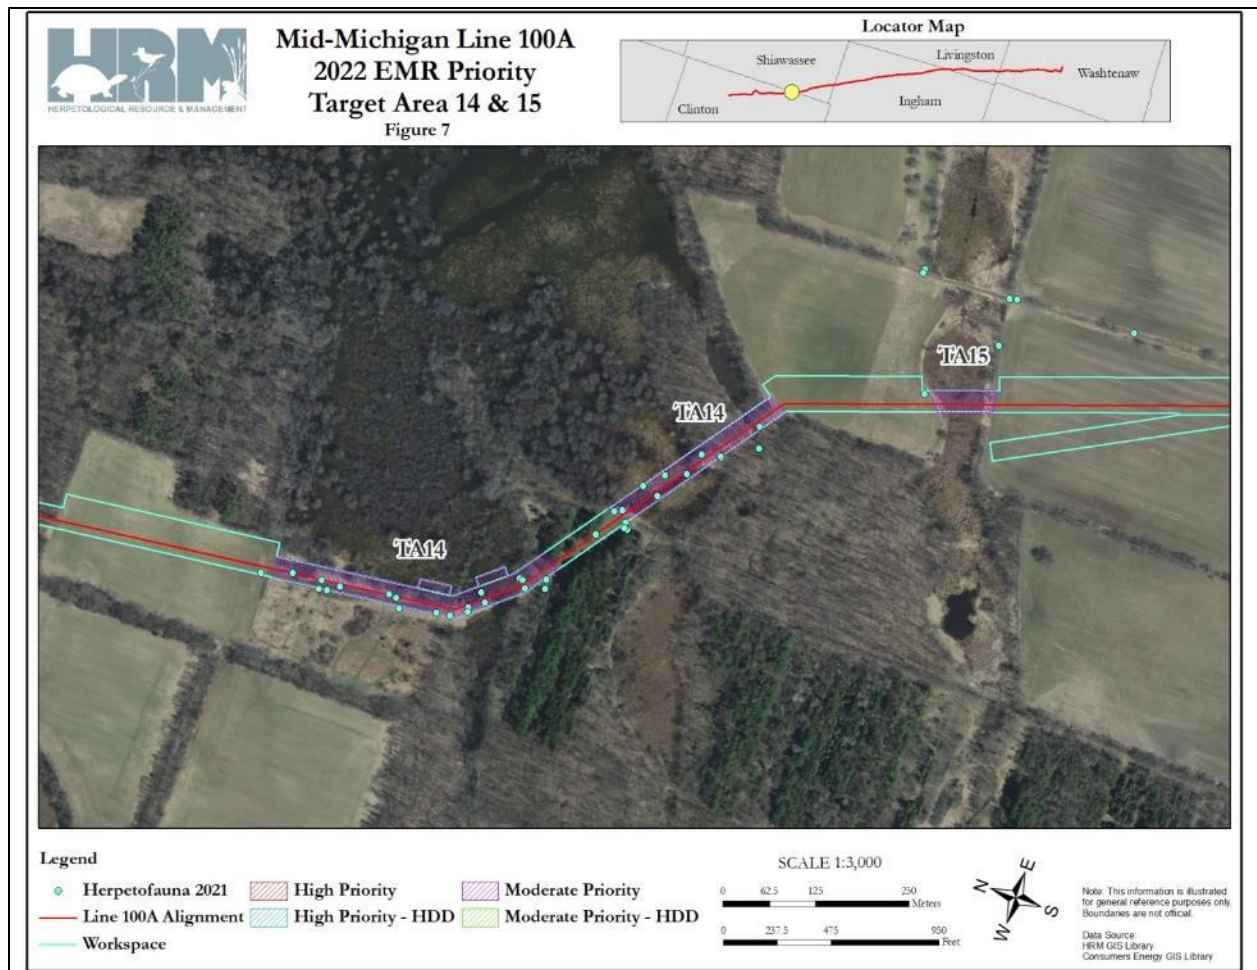 HRM
HERPETOLOGICAL RESOURCE & MANAGEMENT
Mid-Michigan Line 100A
2022 EMR Priority
Target Area 14 & 15
Figure 7
Locator Map
Shiawassee
Livingston
Washtenaw
Clinton
Ingham
TA15
TA14
TA14
Legend
Herpetofauna 2021
High Priority
Moderate Priority
Line 100A Alignment
High Priority - HDD
Moderate Priority - HDD
Workspace
SCALE 1:3,000
0 62.5 125 250
Meters
0 237.5 475 950
Feet
N E
W S
Note: This information is illustrated
for general reference purposes only.
Boundaries are not official.
Data Source:
HRM GIS Library
Consumers Energy GIS Library